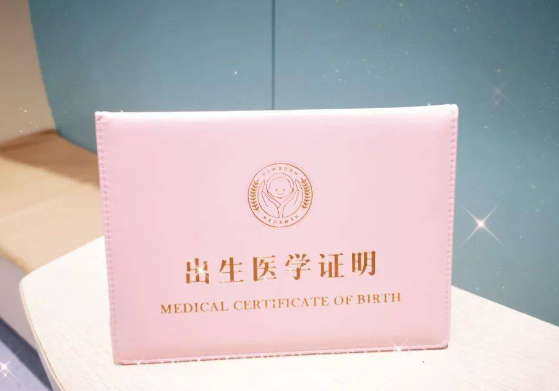 出生医学证明
MEDICAL CERTIFICATE OF BIRTH